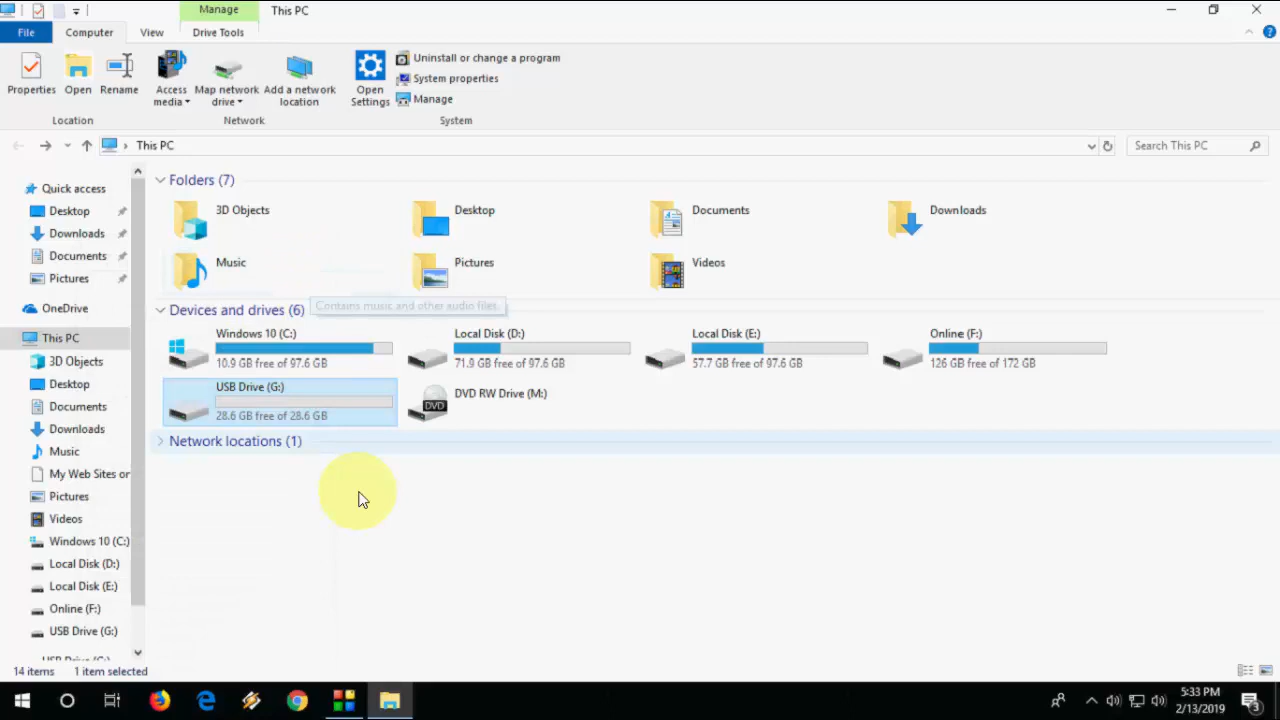 Manage
This PC
File
Computer
View
Drive Tools
Properties
Open
Rename
Access
media
Map network
drive
Add a network
location
Open
Settings
Uninstall or change a program
System properties
Manage
Location
Network
System
This PC
Search This PC
Quick access
Desktop
Downloads
Documents
Pictures
OneDrive
This PC
3D Objects
Desktop
Documents
Downloads
Music
My Web Sites or
Pictures
Videos
Windows 10 (C:)
Local Disk (D:)
Local Disk (E:)
Online (F:)
USB Drive (G:)
USB Drive (G:)
Folders (7)
3D Objects
Desktop
Documents
Downloads
Music
Pictures
Videos
Contains music and other audio files.
Devices and drives (6)
Windows 10 (C:)
10.9 GB free of 97.6 GB
Local Disk (D:)
71.9 GB free of 97.6 GB
Local Disk (E:)
57.7 GB free of 97.6 GB
Online (F:)
126 GB free of 172 GB
USB Drive (G:)
28.6 GB free of 28.6 GB
DVD
DVD RW Drive (M:)
Network locations (1)
14 items
1 item selected
5:33 PM
2/13/2019
3